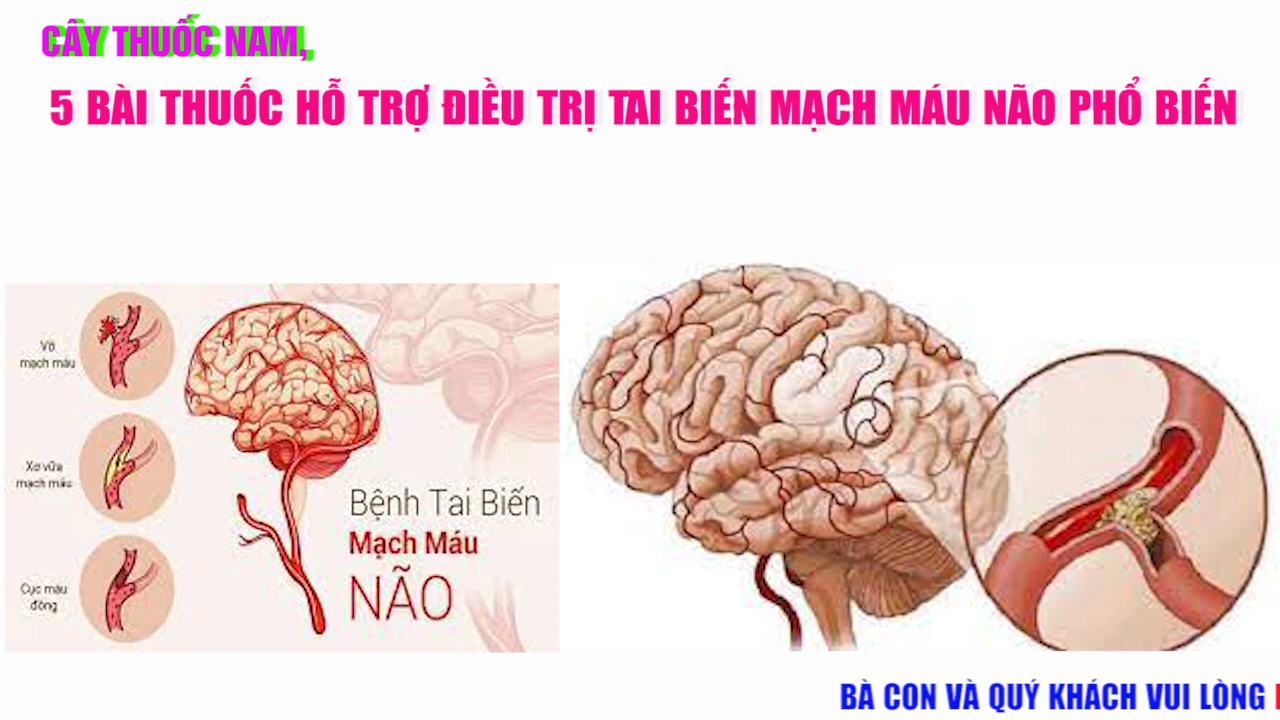 CÂY THUỐC NAM,
5 BÀI THUỐC HỖ TRỢ ĐIỀU TRỊ TAI BIẾN MẠCH MÁU NÃO PHỔ BIẾN
Vỡ
mạch máu
Xơ vữa
mạch máu
Cục máu
đông
Bệnh Tai Biến
Mạch Máu
NÃO
BÀ CON VÀ QUÝ KHÁCH VUI LÒNG